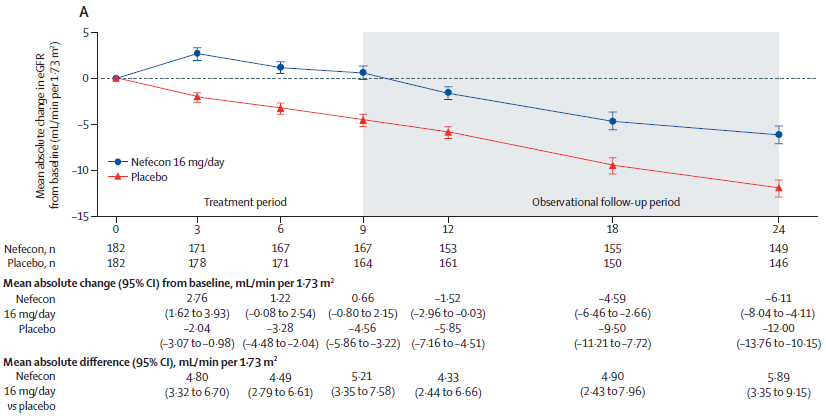 A
Mean absolute change in eGFR
from baseline (mL/min per 1·73 m²)
5
0
–5
–10
–15
Nefecon 16 mg/day
Placebo
Treatment period
Observational follow-up period
0 3 6 9 12 18 24
Nefecon, n 182 171 167 167 153 155 149
Placebo, n 182 178 171 164 161 150 146
Mean absolute change (95% CI) from baseline, mL/min per 1·73 m²
Nefecon 2·76 1·22 0·66 –1·52 –4·59 –6·11
16 mg/day (1·62 to 3·93) (–0·08 to 2·54) (–0·80 to 2·15) (–2·96 to –0·03) (–6·46 to –2·66) (–8·04 to –4·11)
Placebo –2·04 –3·28 –4·56 –5·85 –9·50 –12·00
(–3·07 to –0·98) (–4·48 to –2·04) (–5·86 to –3·22) (–7·16 to –4·51) (–11·21 to –7·72) (–13·76 to –10·15)
Mean absolute difference (95% CI), mL/min per 1·73 m²
Nefecon 4·80 4·49 5·21 4·33 4·90 5·89
16 mg/day (3·32 to 6·70) (2·79 to 6·61) (3·35 to 7·58) (2·44 to 6·66) (2·43 to 7·96) (3·35 to 9·15)
vs placebo